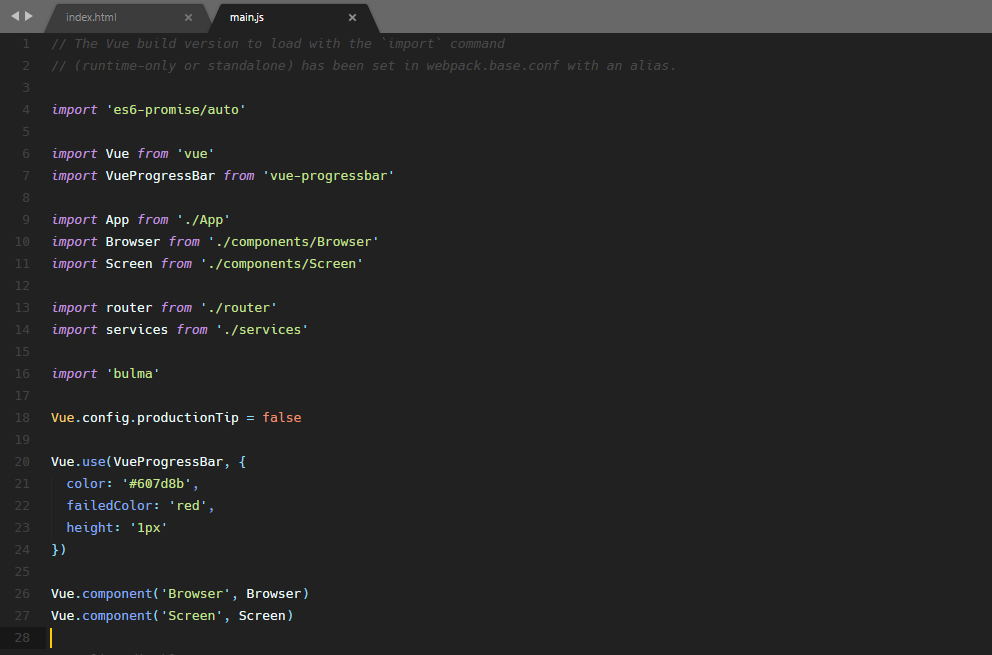 index.html
main.js
1 // The Vue build version to load with the `import` command
2 // (runtime-only or standalone) has been set in webpack.base.conf with an alias.
3
4 import 'es6-promise/auto'
5
6 import Vue from 'vue'
7 import VueProgressBar from 'vue-progressbar'
8
9 import App from './App'
10 import Browser from './components/Browser'
11 import Screen from './components/Screen'
12
13 import router from './router'
14 import services from './services'
15
16 import 'bulma'
17
18 Vue.config.productionTip = false
19
20 Vue.use(VueProgressBar, {
21   color: '#607d8b',
22   failedColor: 'red',
23   height: '1px'
24 })
25
26 Vue.component('Browser', Browser)
27 Vue.component('Screen', Screen)
28